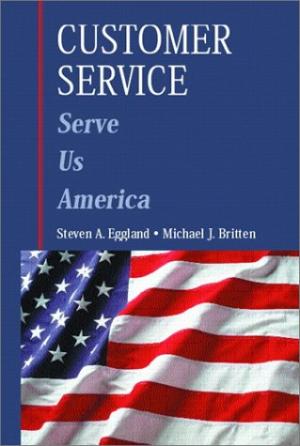 CUSTOMER
SERVICE
Serve
Us
America
Steven A. Eggland • Michael J. Britten